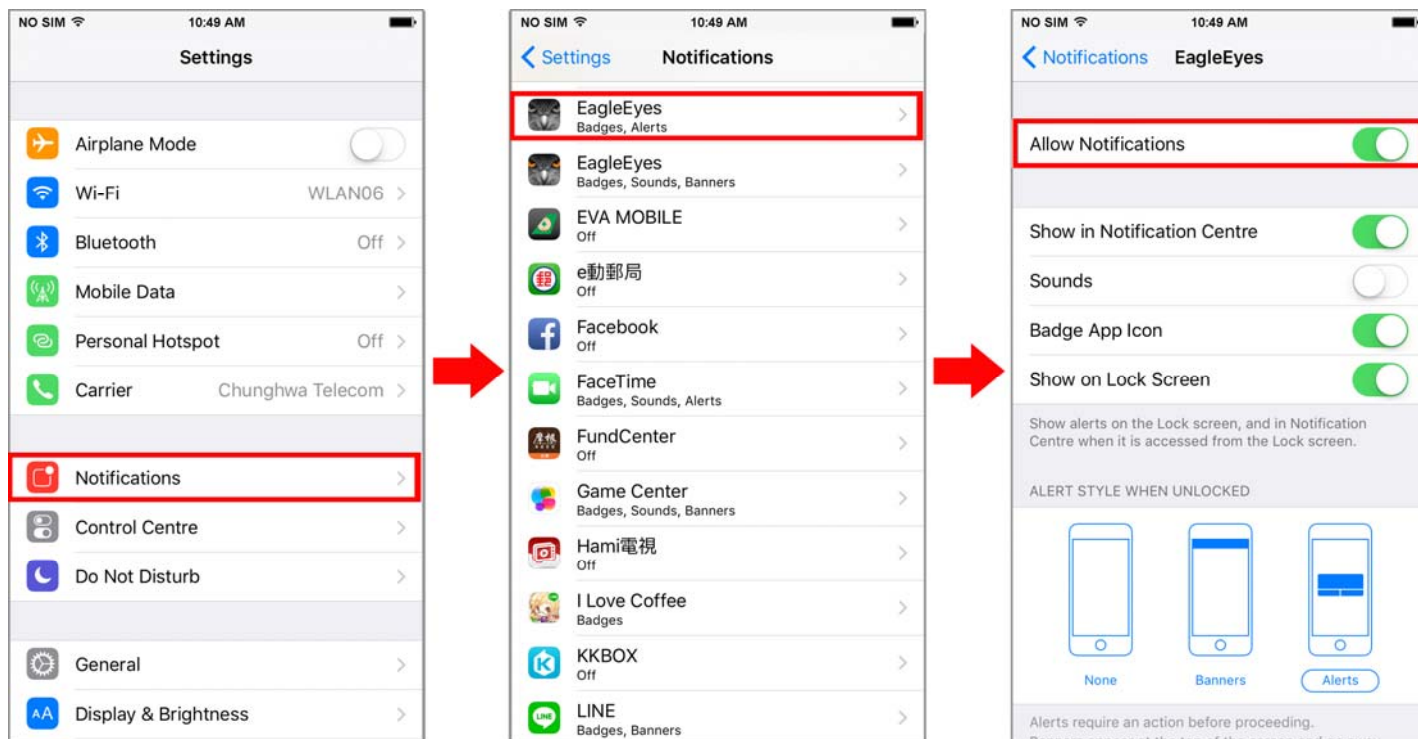 NO SIM 10:49 AM
Settings
Airplane Mode
Wi-Fi WLAN06
Bluetooth Off
Mobile Data
Personal Hotspot Off
Carrier Chunghwa Telecom
Notifications
Control Centre
Do Not Disturb
General
AA Display & Brightness
NO SIM 10:49 AM
Settings Notifications
EagleEyes
Badges, Alerts
EagleEyes
Badges, Sounds, Banners
EVA MOBILE
Off
e動郵局
Off
Facebook
Off
FaceTime
Badges, Sounds, Alerts
FundCenter
Off
Game Center
Badges, Sounds, Banners
Hami電視
Off
I Love Coffee
Badges
KKBOX
Off
LINE
LINE
Badges, Banners
NO SIM 10:49 AM
Notifications EagleEyes
Allow Notifications
Show in Notification Centre
Sounds
Badge App Icon
Show on Lock Screen
Show alerts on the Lock screen, and in Notification
Centre when it is accessed from the Lock screen.
ALERT STYLE WHEN UNLOCKED
None Banners Alerts
Alerts require an action before proceeding.